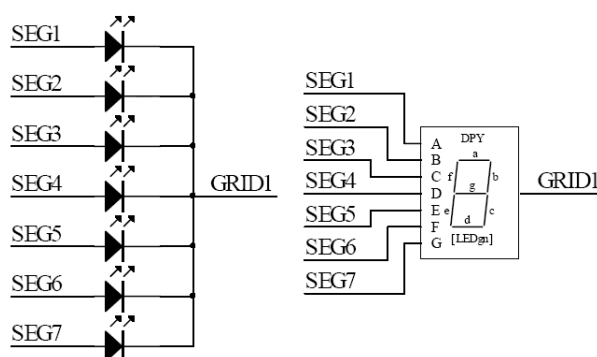 SEG1
SEG2
SEG3
SEG4
SEG5
SEG6
SEG7
GRID1
SEG1
SEG2
SEG3
SEG4
SEG5
SEG6
SEG7
A
B
C
D
E
F
G
DPY
a
f b
g
e c
d
[LEDgn]
GRID1